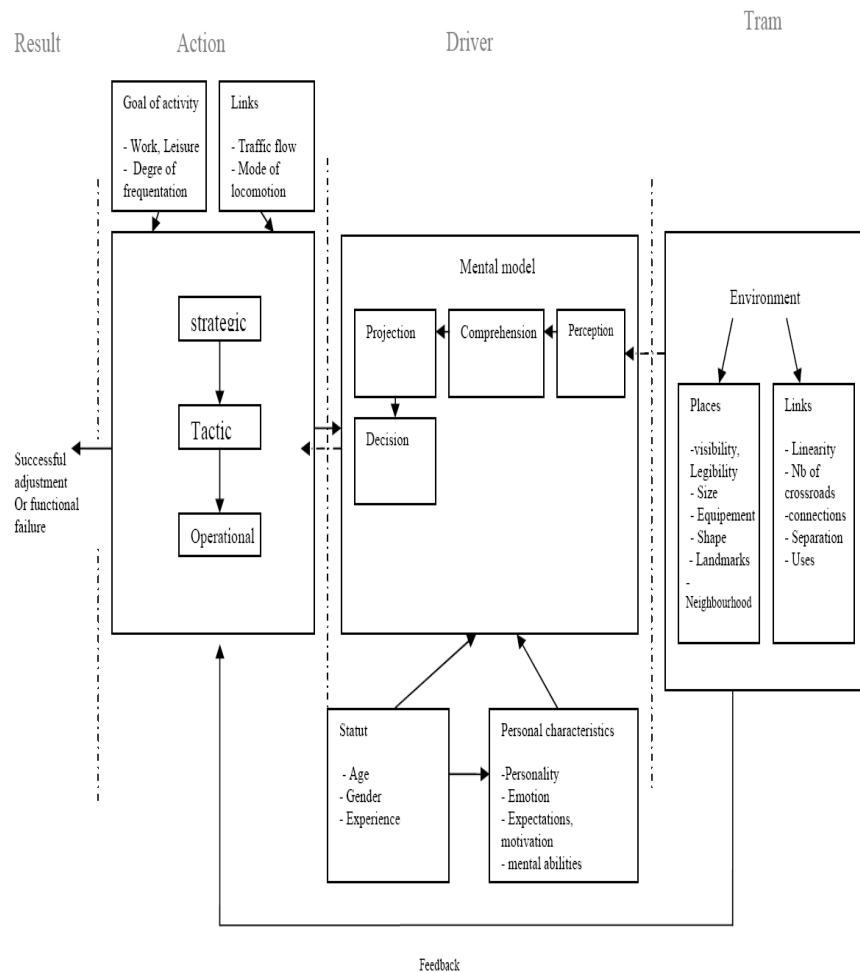 Result
Action
Driver
Tram
Goal of activity
- Work, Leisure
- Degre of
frequentation
Links
- Traffic flow
- Mode of
locomotion
strategic
Tactic
Operational
Successful
adjustment
Or functional
failure
Mental model
Projection
Comprehension
Perception
Decision
Environment
Places
-visibility,
Legibility
- Size
- Equipement
- Shape
- Landmarks
-
Neighbourhood
Links
- Linearity
- Nb of
crossroads
-connections
- Separation
- Uses
Statut
- Age
- Gender
- Experience
Personal characteristics
-Personality
- Emotion
- Expectations,
motivation
- mental abilities
Feedback